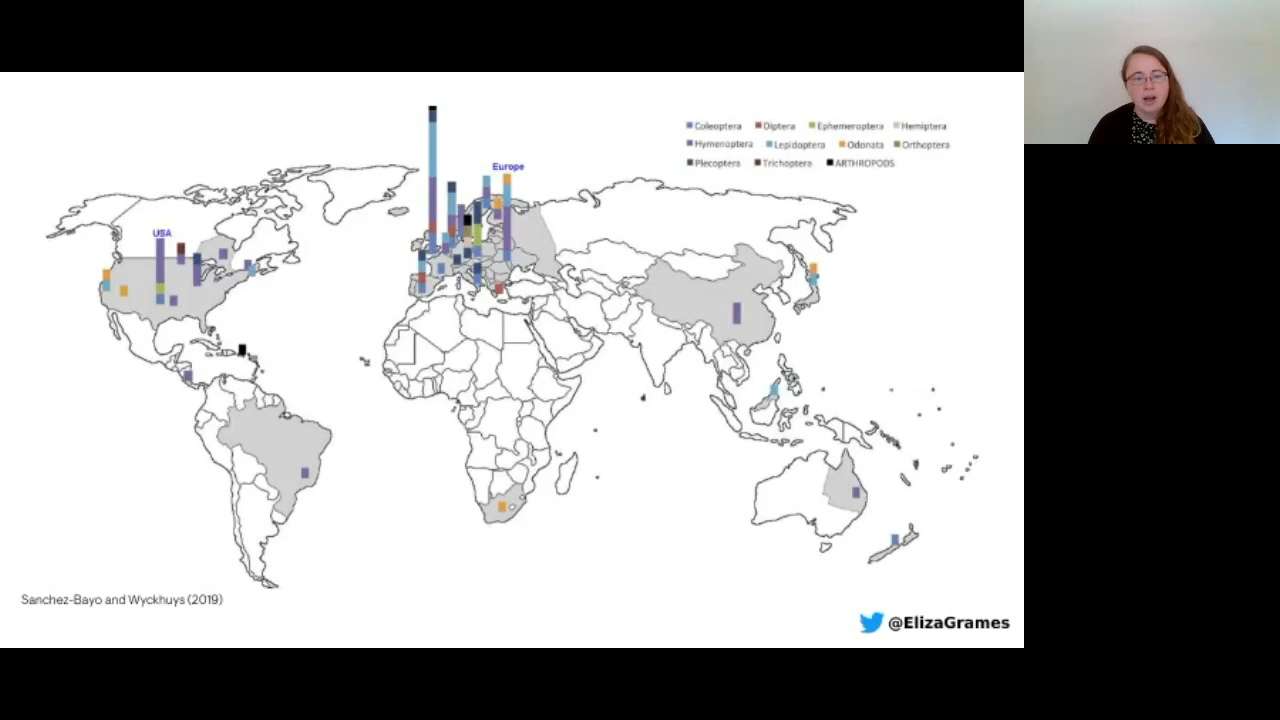 Coleoptera Diptera Ephemeroptera Hemiptera
Hymenoptera Lepidoptera Odonata Orthoptera
Plecoptera Trichoptera ARTHROPODS
Europe
USA
Sanchez-Bayo and Wyckhuys (2019)
@ElizaGrames